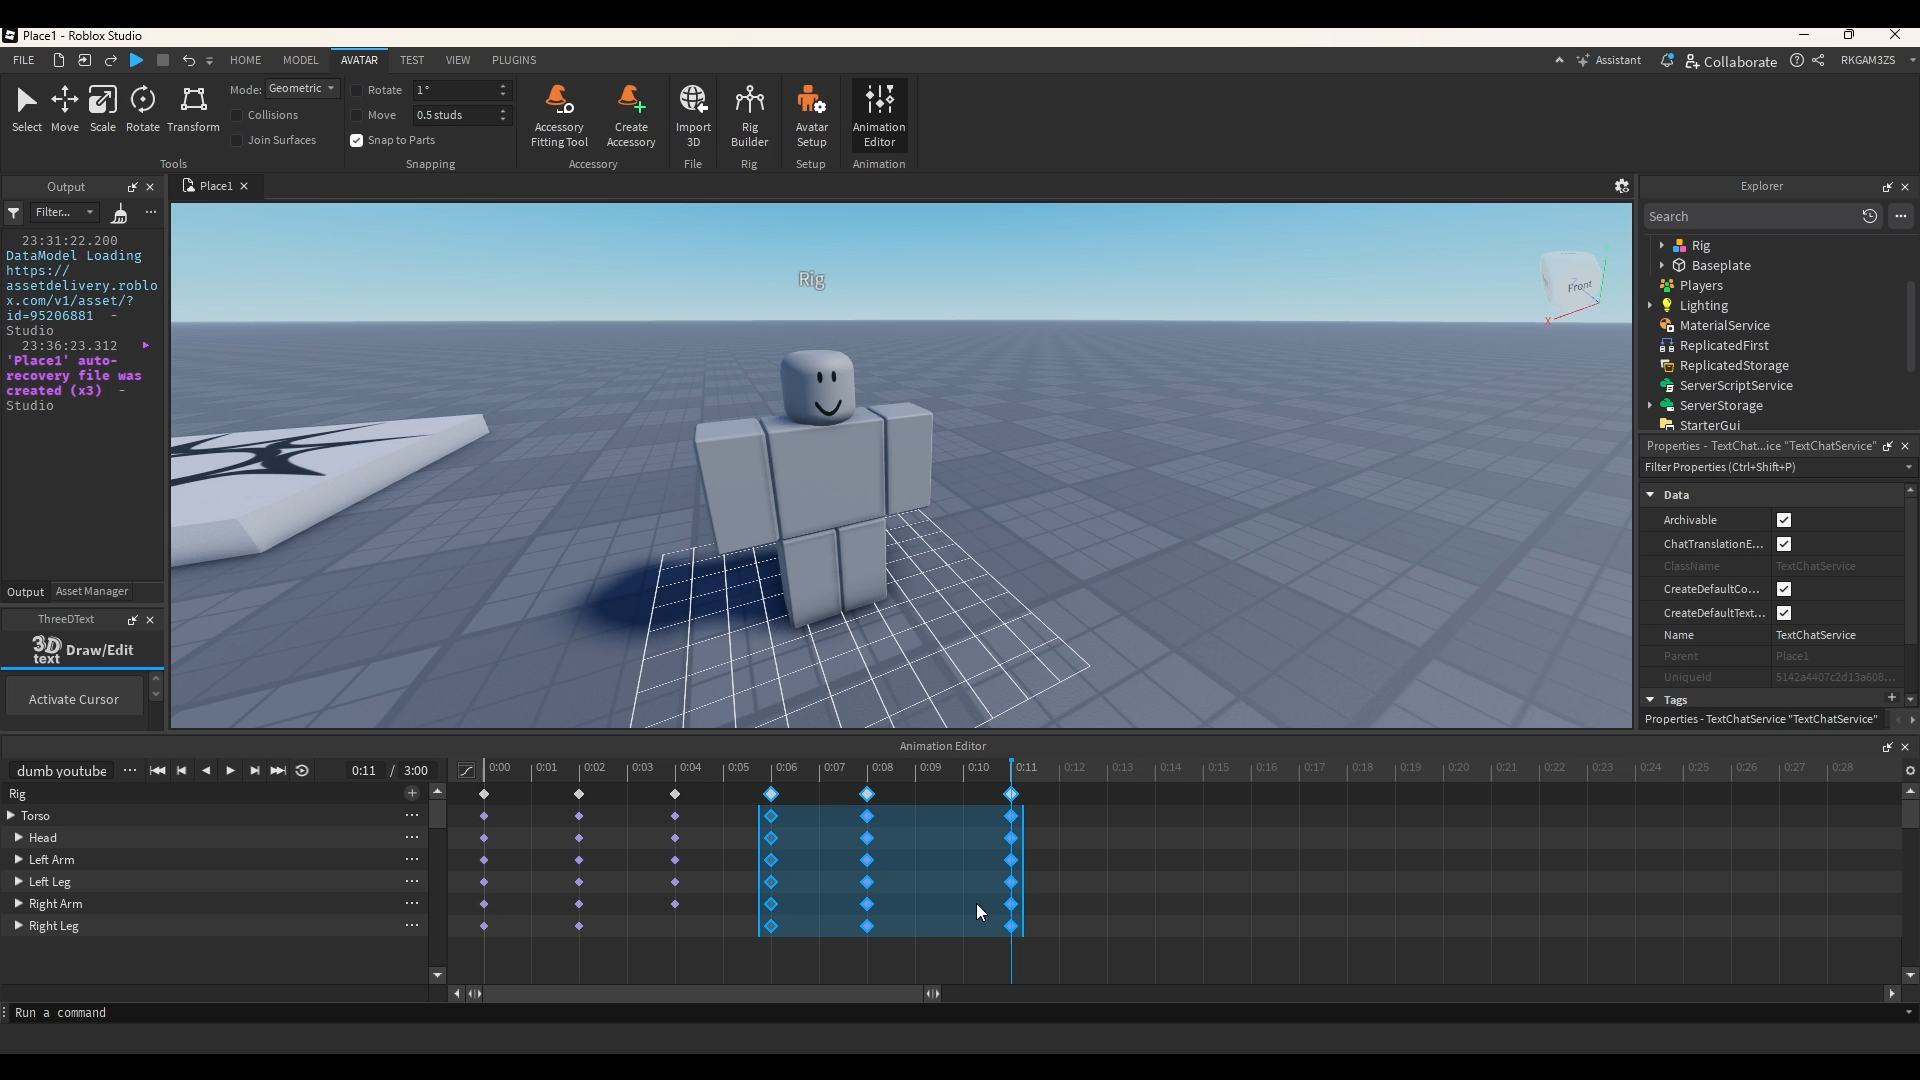 Place1 - Roblox Studio
FILE HOME MODEL AVATAR TEST VIEW PLUGINS Assistant Collaborate RKGAM3ZS
Select Move Scale Rotate Transform
Mode: Geometric
Collisions
Join Surfaces
Tools
Rotate 1°
Move 0.5 studs
Snap to Parts
Snapping
Accessory Fitting Tool
Create Accessory
Accessory
Import 3D
File
Rig Builder
Rig
Avatar Setup
Setup
Animation Editor
Animation
Output
Filter...
23:31:22.200
DataModel Loading
https://
assetdelivery.roblo
x.com/v1/asset/?
id=95206881 -
Studio
23:36:23.312
'Place1' auto-
recovery file was
created (x3) -
Studio
Output Asset Manager
ThreeDText
3D text Draw/Edit
Activate Cursor
Place1
Rig
Front
X
Explorer
Search
Rig
Baseplate
Players
Lighting
MaterialService
ReplicatedFirst
ReplicatedStorage
ServerScriptService
ServerStorage
StarterGui
Properties - TextChat...ice "TextChatService"
Filter Properties (Ctrl+Shift+P)
Data
Archivable
ChatTranslationE...
ClassName TextChatService
CreateDefaultCo...
CreateDefaultText...
Name TextChatService
Parent Place1
UniqueId 5142a4407c2d13a608...
Tags
Properties - TextChatService "TextChatService"
Animation Editor
dumb youtube 0:11 / 3:00 0:00 0:01 0:02 0:03 0:04 0:05 0:06 0:07 0:08 0:09 0:10 0:11 0:12 0:13 0:14 0:15 0:16 0:17 0:18 0:19 0:20 0:21 0:22 0:23 0:24 0:25 0:26 0:27 0:28
Rig
Torso
Head
Left Arm
Left Leg
Right Arm
Right Leg
Run a command